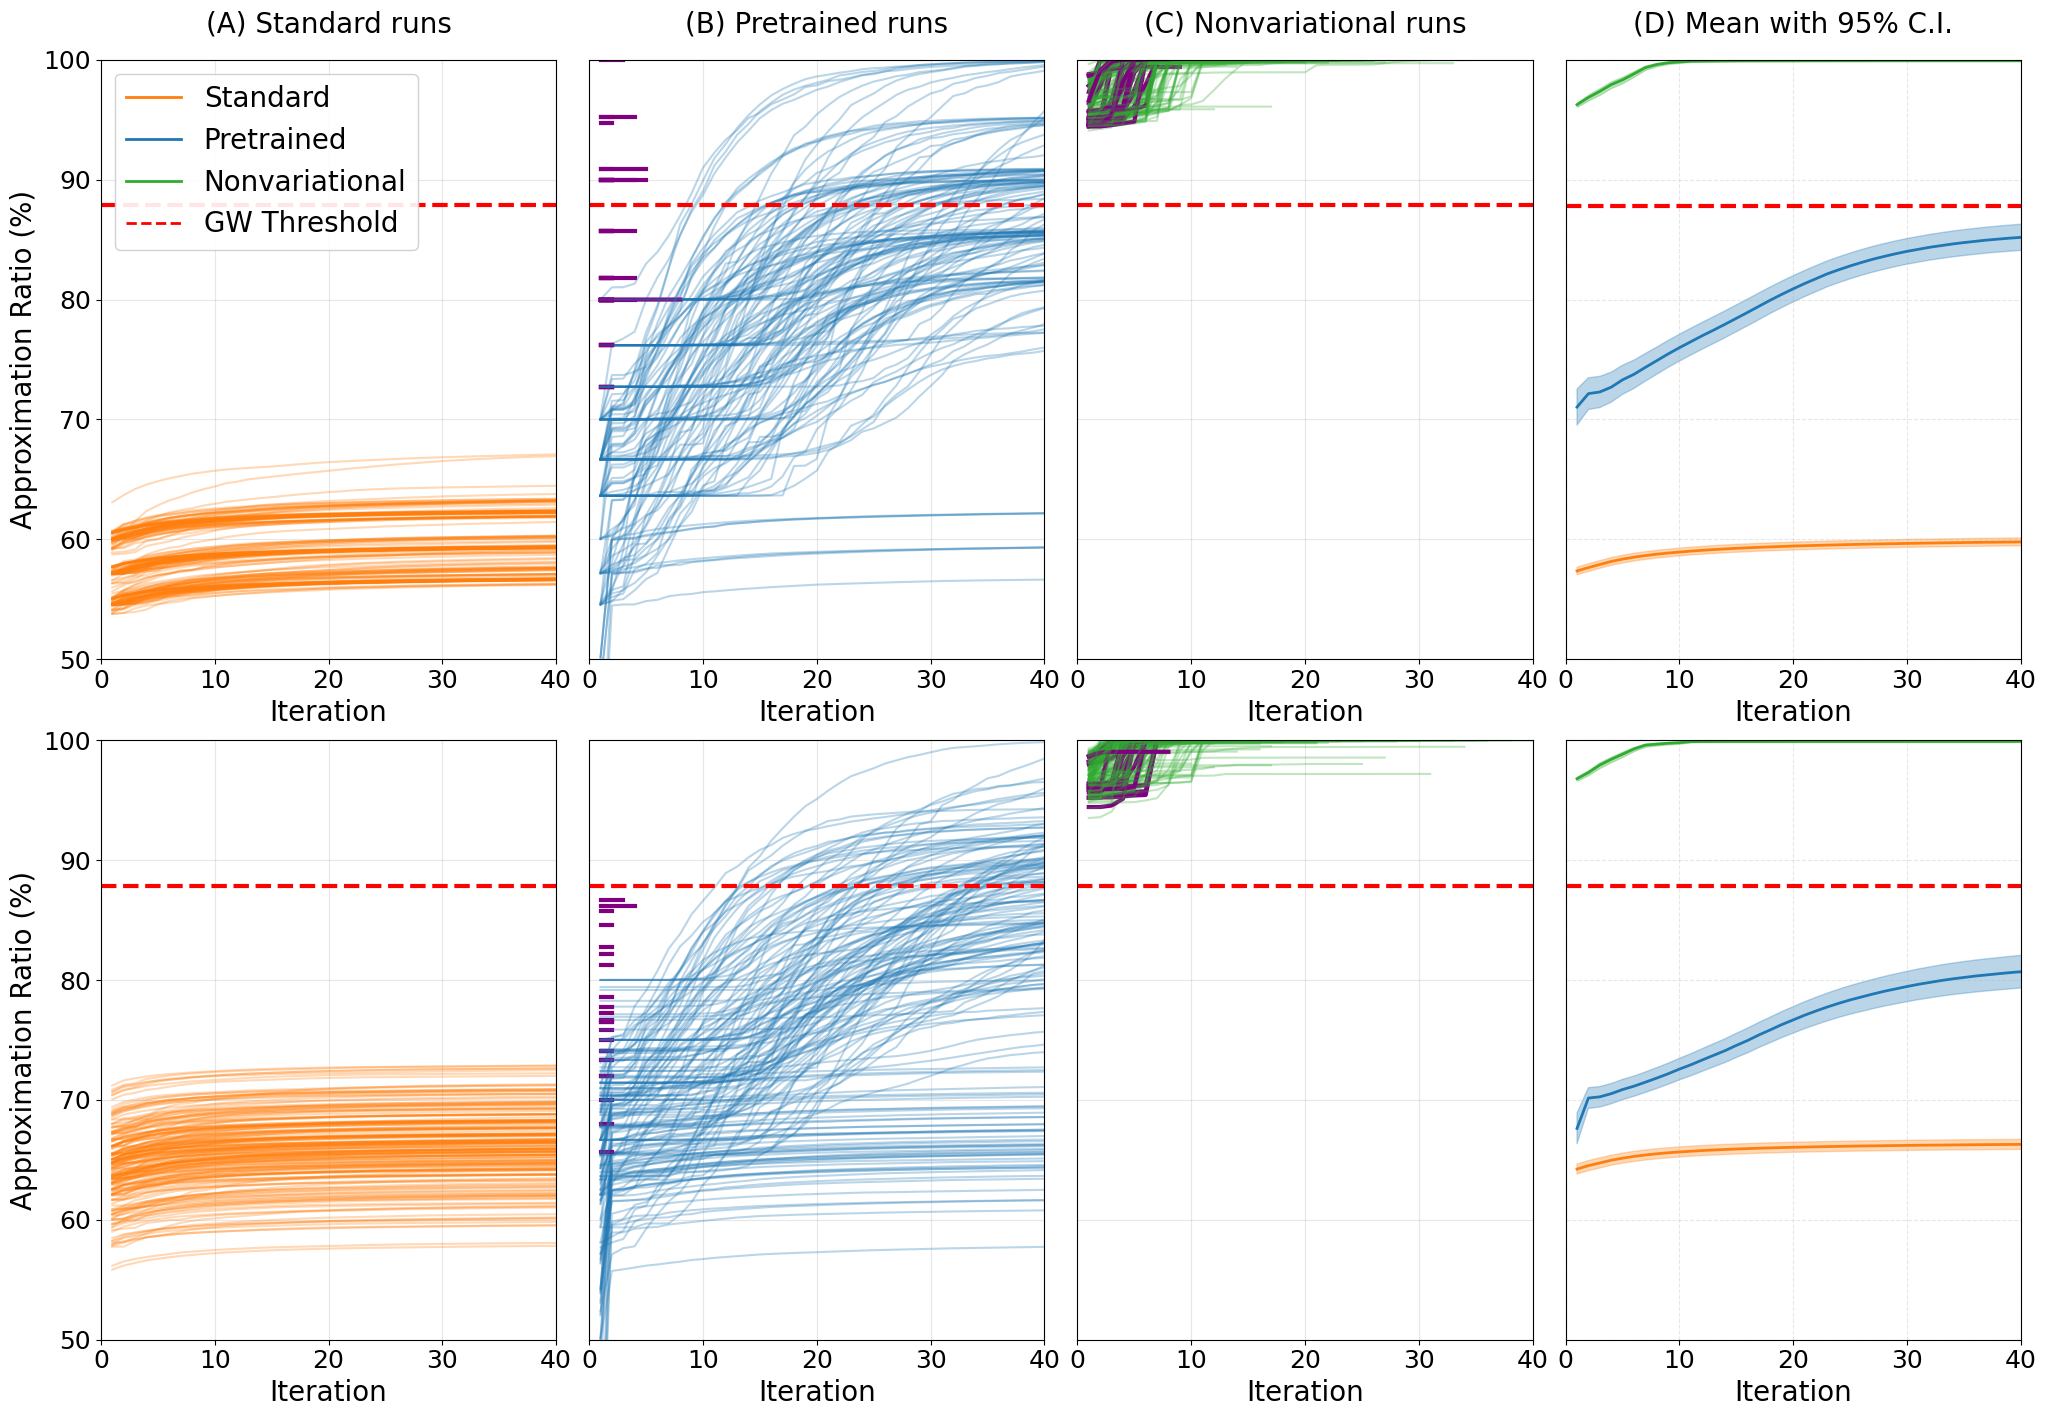 (A) Standard runs
(B) Pretrained runs
(C) Nonvariational runs
(D) Mean with 95% C.I.
Approximation Ratio (%)
100
90
80
70
60
50
Standard
Pretrained
Nonvariational
GW Threshold
0 10 20 30 40
0 10 20 30 40
0 10 20 30 40
0 10 20 30 40
Iteration
Iteration
Iteration
Iteration
Approximation Ratio (%)
100
90
80
70
60
50
0 10 20 30 40
0 10 20 30 40
0 10 20 30 40
0 10 20 30 40
Iteration
Iteration
Iteration
Iteration